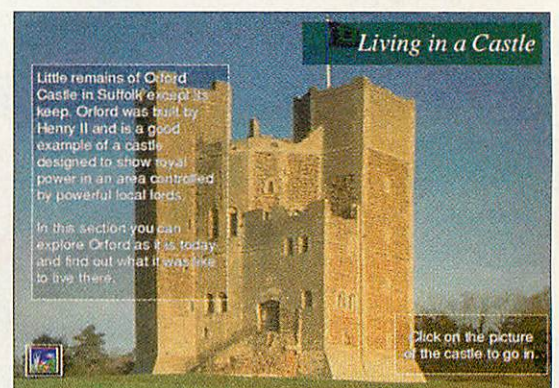 Living in a Castle
Little remains of Orford
Castle in Suffolk except its
keep. Orford was built by
Henry II and is a good
example of a castle
designed to show royal
power in an area controlled
by powerful local lords.
In this section you can
explore Orford as it is today
and find out what it was like
to live there.
Click on the picture
of the castle to go in.